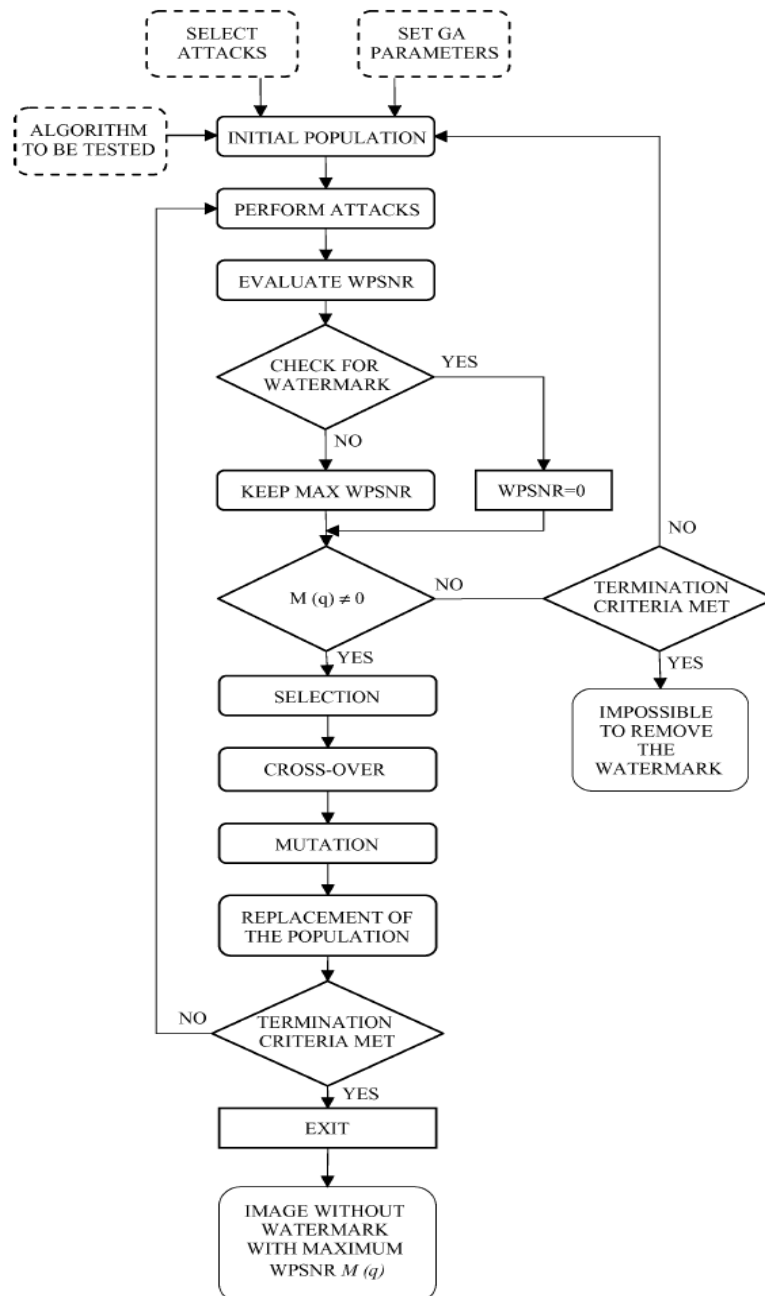 SELECT
ATTACKS
SET GA
PARAMETERS
ALGORITHM
TO BE TESTED
INITIAL POPULATION
PERFORM ATTACKS
EVALUATE WPSNR
CHECK FOR
WATERMARK
YES
NO
KEEP MAX WPSNR
WPSNR=0
M (q) ≠ 0
NO
NO
TERMINATION
CRITERIA MET
YES
YES
SELECTION
IMPOSSIBLE
TO REMOVE
THE
WATERMARK
CROSS-OVER
MUTATION
REPLACEMENT OF
THE POPULATION
NO
TERMINATION
CRITERIA MET
YES
EXIT
IMAGE WITHOUT
WATERMARK
WITH MAXIMUM
WPSNR M (q)